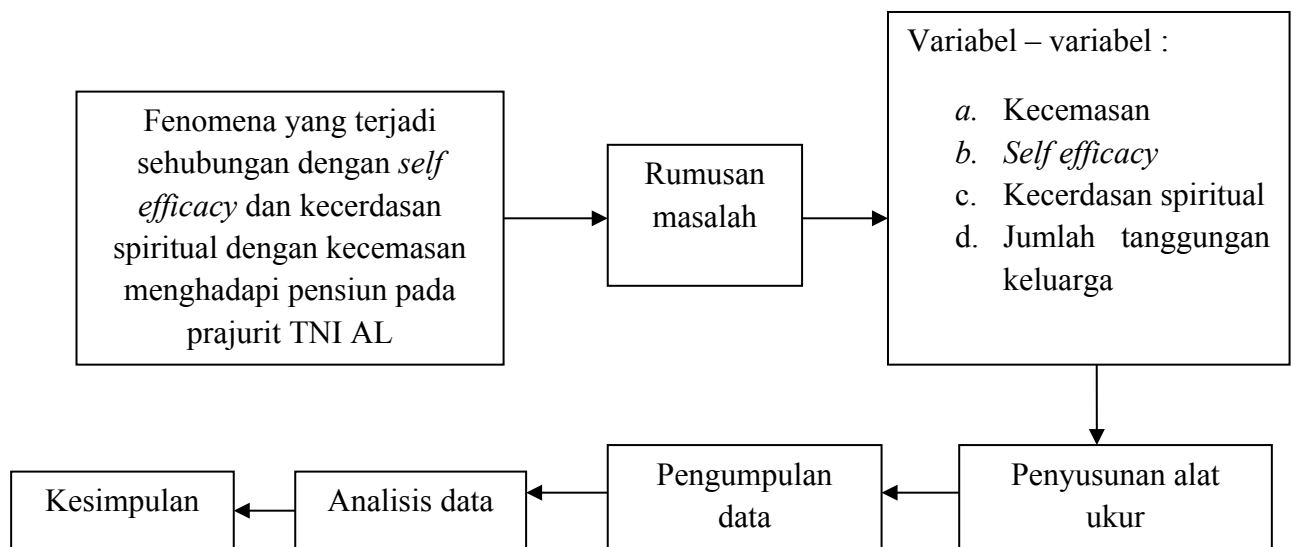 Fenomena yang terjadi
sehubungan dengan self
efficacy dan kecerdasan
spiritual dengan kecemasan
menghadapi pensiun pada
prajurit TNI AL
Rumusan
masalah
Variabel – variabel :
a. Kecemasan
b. Self efficacy
c. Kecerdasan spiritual
d. Jumlah tanggungan
keluarga
Penyusunan alat
ukur
Pengumpulan
data
Analisis data
Kesimpulan